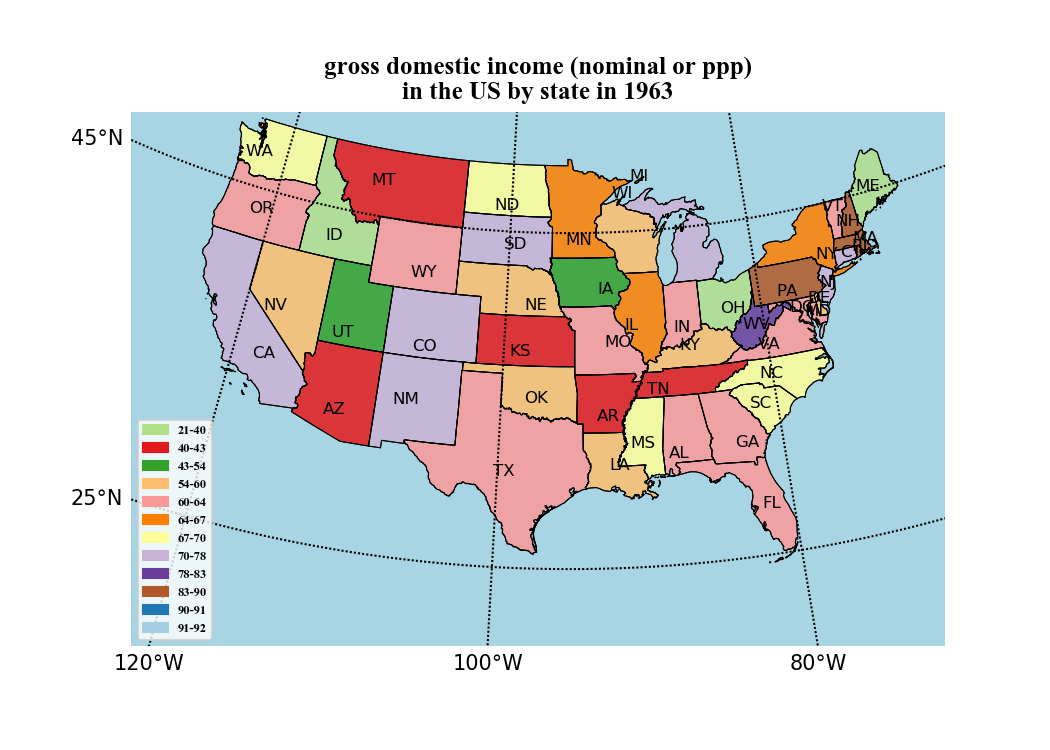 gross domestic income (nominal or ppp)
in the US by state in 1963
45°N
25°N
120°W
100°W
80°W
WA
OR
CA
NV
ID
MT
WY
UT
AZ
CO
NM
ND
SD
NE
KS
OK
TX
MN
IA
MO
AR
LA
WI
MI
IL
IN
OH
KY
TN
MS
AL
GA
FL
SC
NC
VA
WV
PA
NY
VT
NH
ME
MA
RI
CT
NJ
DE
MD
DC
21-40
40-43
43-54
54-60
60-64
64-67
67-70
70-78
78-83
83-90
90-91
91-92